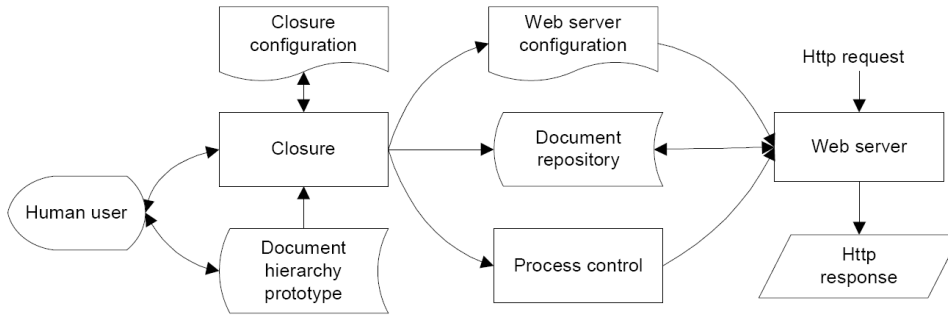 Closure
configuration
Web server
configuration
Http request
Closure
Document
repository
Web server
Human user
Document
hierarchy
prototype
Process control
Http
response